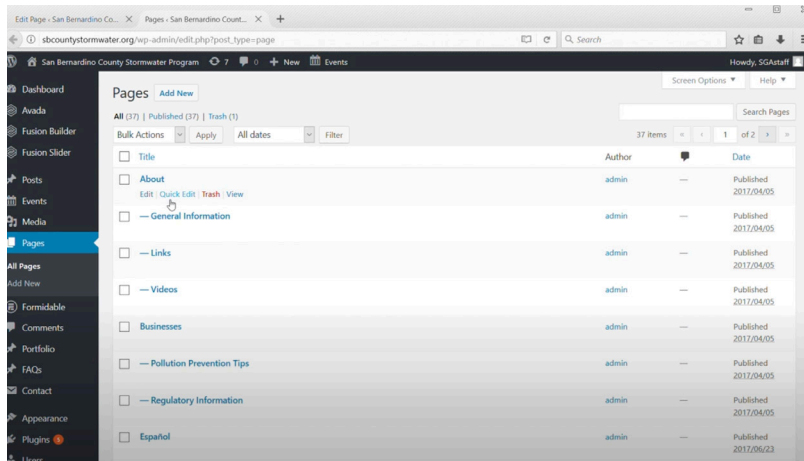 Edit Page ‹ San Bernardino Co...
Pages ‹ San Bernardino Count...
sbcountystormwater.org/wp-admin/edit.php?post_type=page
Search
San Bernardino County Stormwater Program 7 0 + New Events Howdy, SGAstaff
Screen Options Help
Dashboard
Avada
Fusion Builder
Fusion Slider
Posts
Events
Media
Pages
All Pages
Add New
Formidable
Comments
Portfolio
FAQs
Contact
Appearance
Plugins 5
Users
Pages Add New
All (37) | Published (37) | Trash (1)
Search Pages
Bulk Actions Apply All dates Filter 37 items « ‹ 1 of 2 › »
Title Author Date
About admin — Published
Edit | Quick Edit | Trash | View 2017/04/05
— General Information admin — Published
2017/04/05
— Links admin — Published
2017/04/05
— Videos admin — Published
2017/04/05
Businesses admin — Published
2017/04/05
— Pollution Prevention Tips admin — Published
2017/04/05
— Regulatory Information admin — Published
2017/04/05
Español admin — Published
2017/06/23